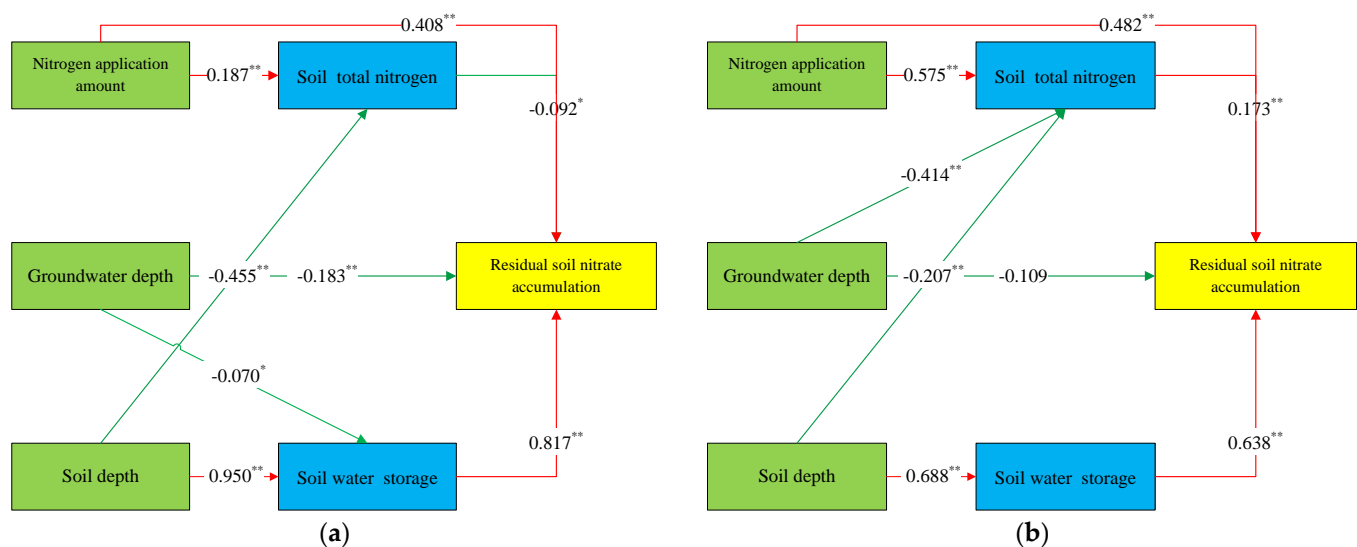 0.408**
Nitrogen application
amount
0.187**
Soil total nitrogen
-0.092*
Groundwater depth
-0.455**
-0.183**
Residual soil nitrate
accumulation
-0.070*
Soil depth
0.950**
Soil water storage
0.817**
(a)
0.482**
Nitrogen application
amount
0.575**
Soil total nitrogen
0.173**
-0.414**
Groundwater depth
-0.207**
-0.109
Residual soil nitrate
accumulation
Soil depth
0.688**
Soil water storage
0.638**
(b)